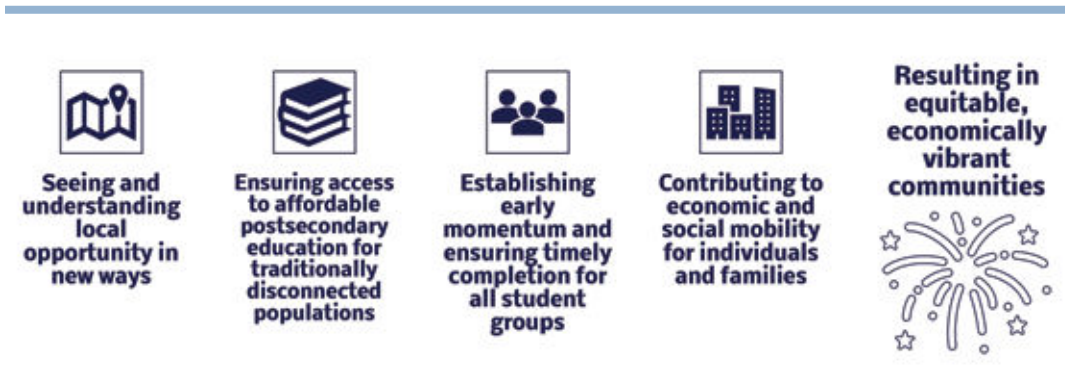 Seeing and
understanding
local
opportunity in
new ways
Ensuring access
to affordable
postsecondary
education for
traditionally
disconnected
populations
Establishing
early
momentum and
ensuring timely
completion for
all student
groups
Contributing to
economic and
social mobility
for individuals
and families
Resulting in
equitable,
economically
vibrant
communities